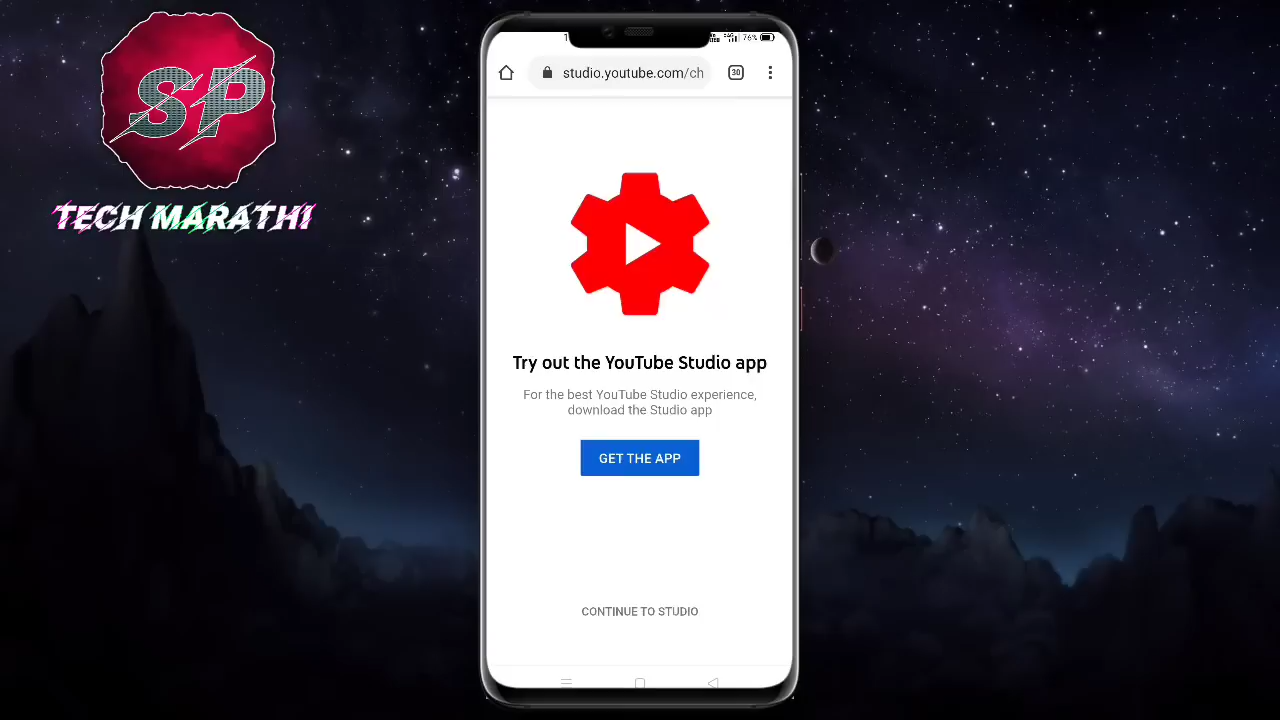 SP
TECH MARATHI
76%
studio.youtube.com/ch
30
Try out the YouTube Studio app
For the best YouTube Studio experience,
download the Studio app
GET THE APP
CONTINUE TO STUDIO